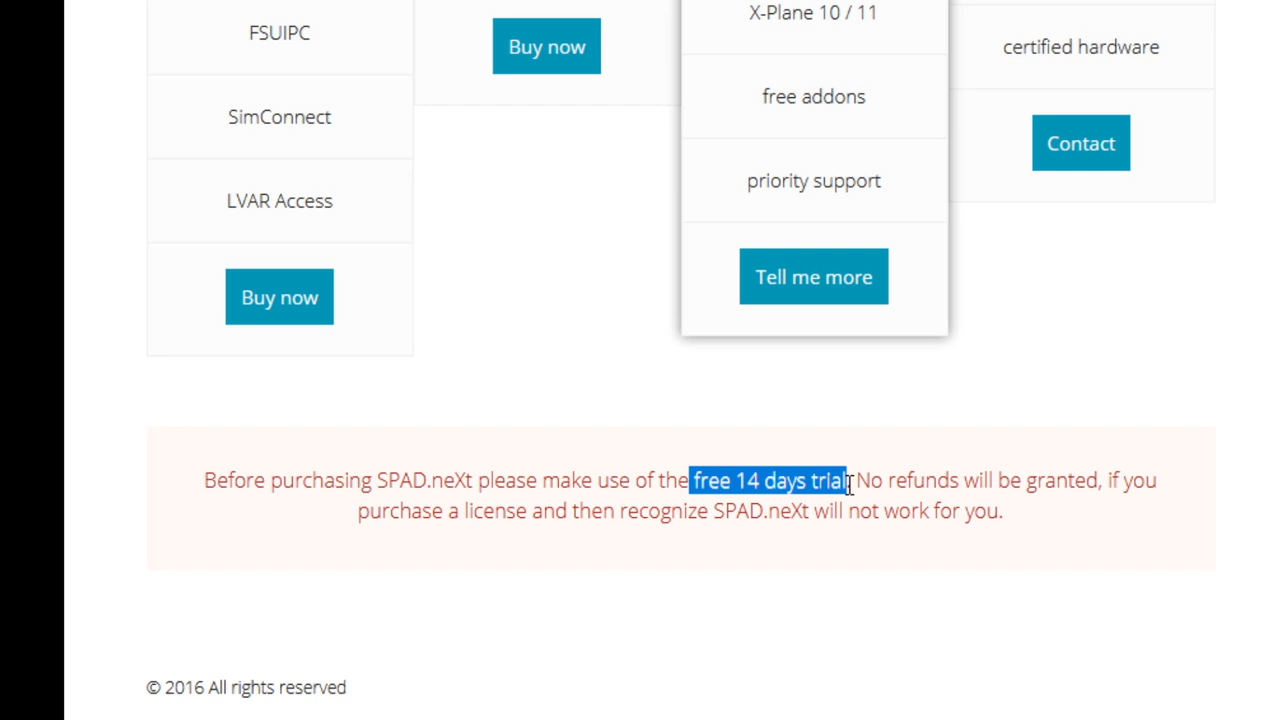 FSUIPC
SimConnect
LVAR Access
Buy now
Buy now
X-Plane 10 / 11
free addons
priority support
Tell me more
certified hardware
Contact
Before purchasing SPAD.neXt please make use of the free 14 days trial. No refunds will be granted, if you
purchase a license and then recognize SPAD.neXt will not work for you.
© 2016 All rights reserved